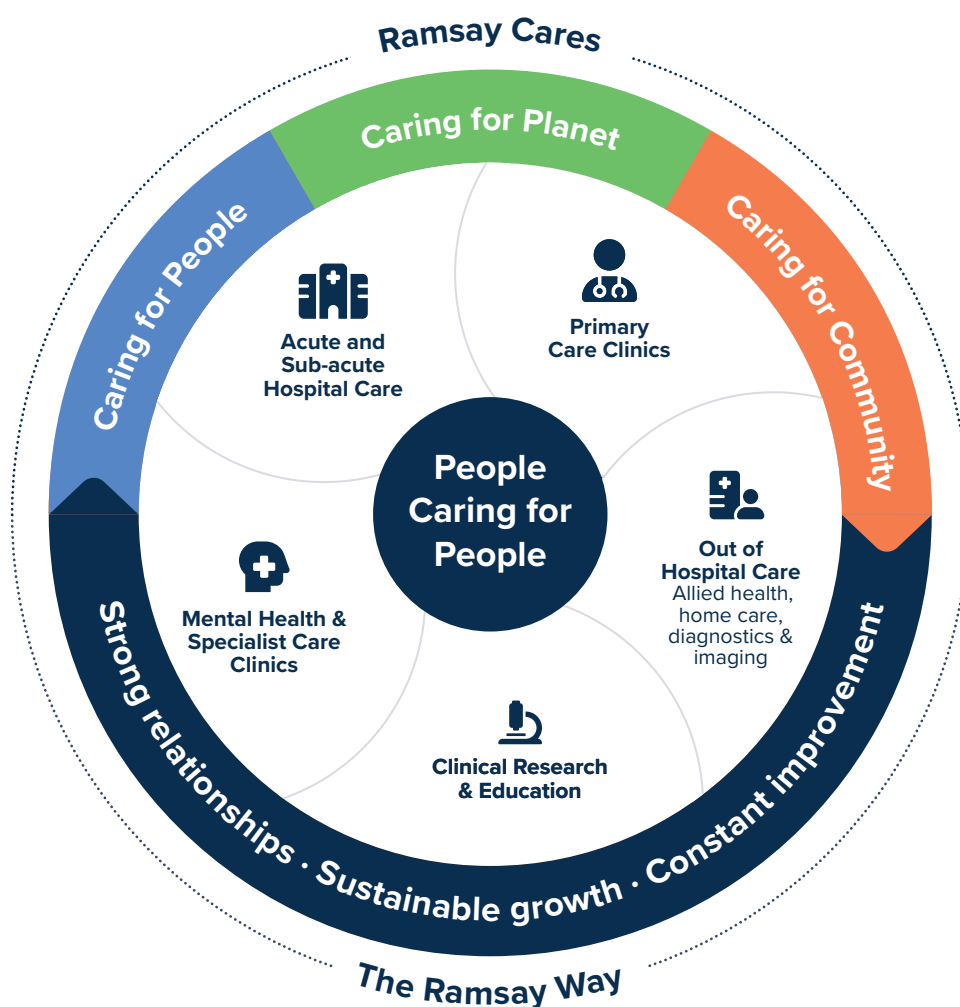 Ramsay Cares
Caring for People
Caring for Planet
Caring for Community
Acute and
Sub-acute
Hospital Care
Primary
Care Clinics
People
Caring for
People
Out of
Hospital Care
Allied health,
home care,
diagnostics &
imaging
Mental Health &
Specialist Care
Clinics
Clinical Research
& Education
Strong relationships · Sustainable growth · Constant improvement
The Ramsay Way